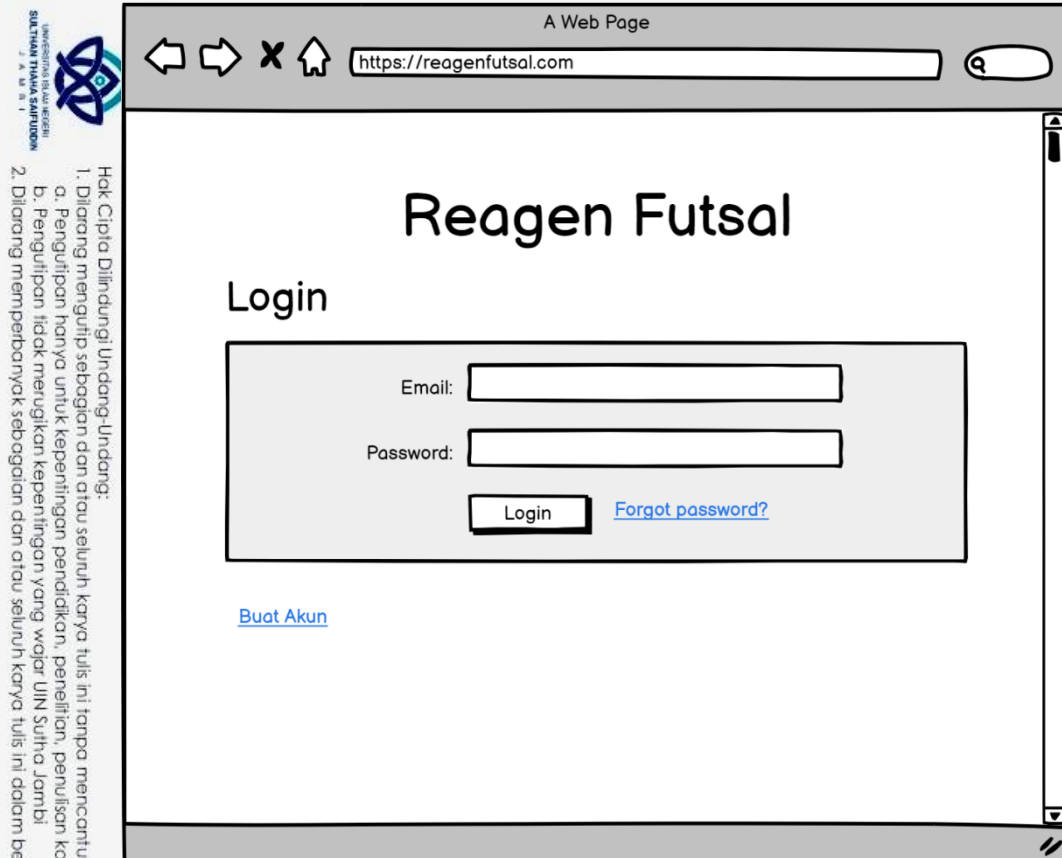 A Web Page
https://reagenfutsal.com
Reagen Futsal
Login
Email:
Password:
Login
Forgot password?
Buat Akun
UNIVERSITAS ISLAM NEGERI
SULTHAN THAHA SAIFUDDIN
J A M B I
Hak Cipta Dilindungi Undang-Undang:
1. Dilarang mengutip sebagian dan atau seluruh karya tulis ini tanpa mencantu
a. Pengutipan hanya untuk kepentingan pendidikan, penelitian, penulisan ka
b. Pengutipan tidak merugikan kepentingan yang wajar UIN Sutha Jambi
2. Dilarang memperbanyak sebagaian dan atau seluruh karya tulis ini dalam be